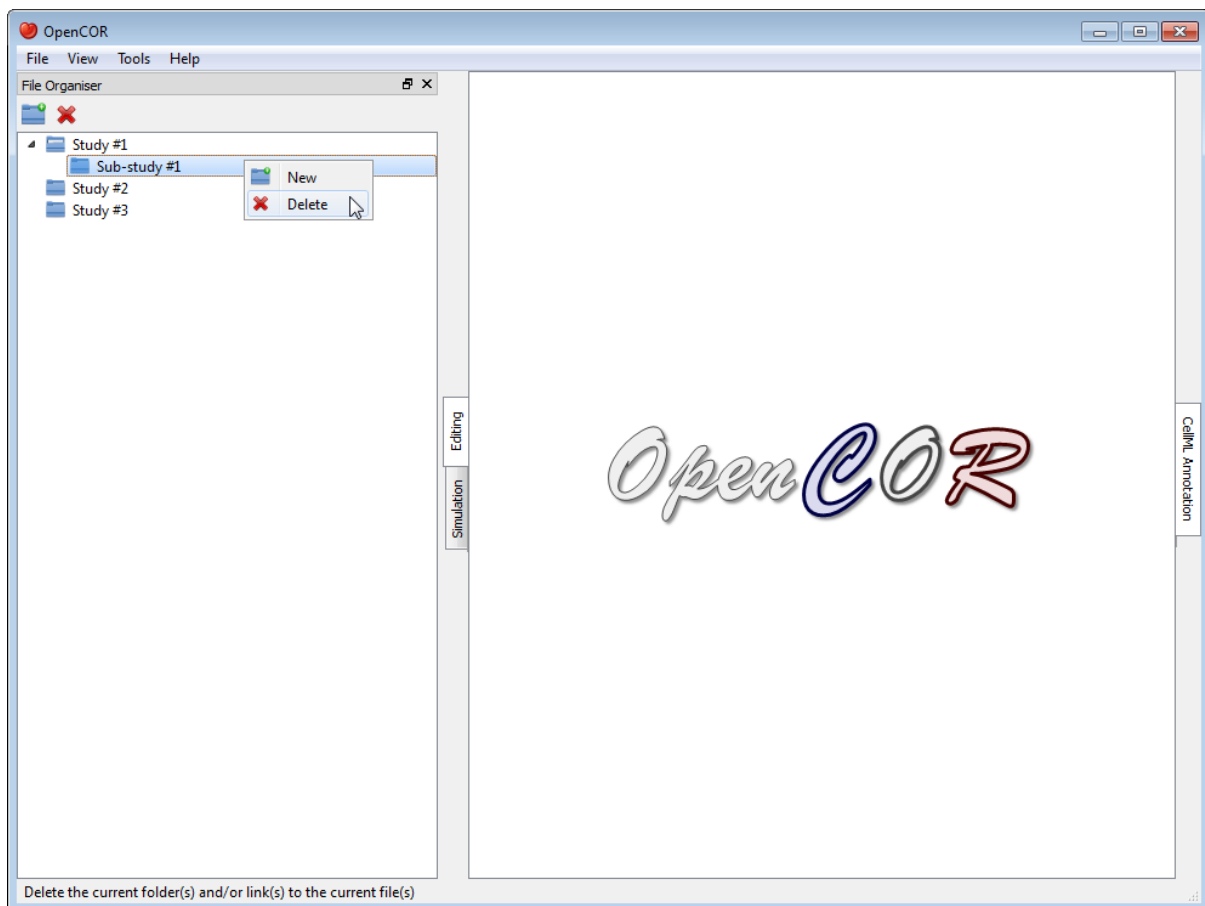 OpenCOR
File View Tools Help
File Organiser
Study #1
Sub-study #1
New
Study #2
Delete
Study #3
Editing
Simulation
OpenCOR
CellML Annotation
Delete the current folder(s) and/or link(s) to the current file(s)